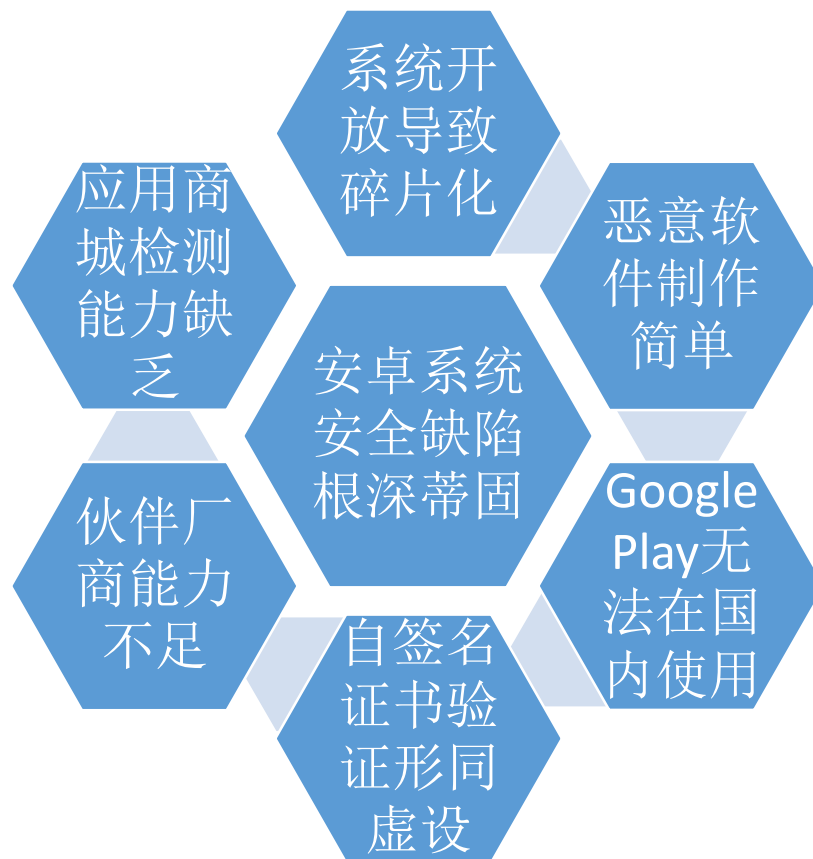 系统开
放导致
碎片化
恶意软
件制作
简单
Google
Play无
法在国
内使用
自签名
证书验
证形同
虚设
伙伴厂
商能力
不足
应用商
城检测
能力缺
乏
安卓系统
安全缺陷
根深蒂固